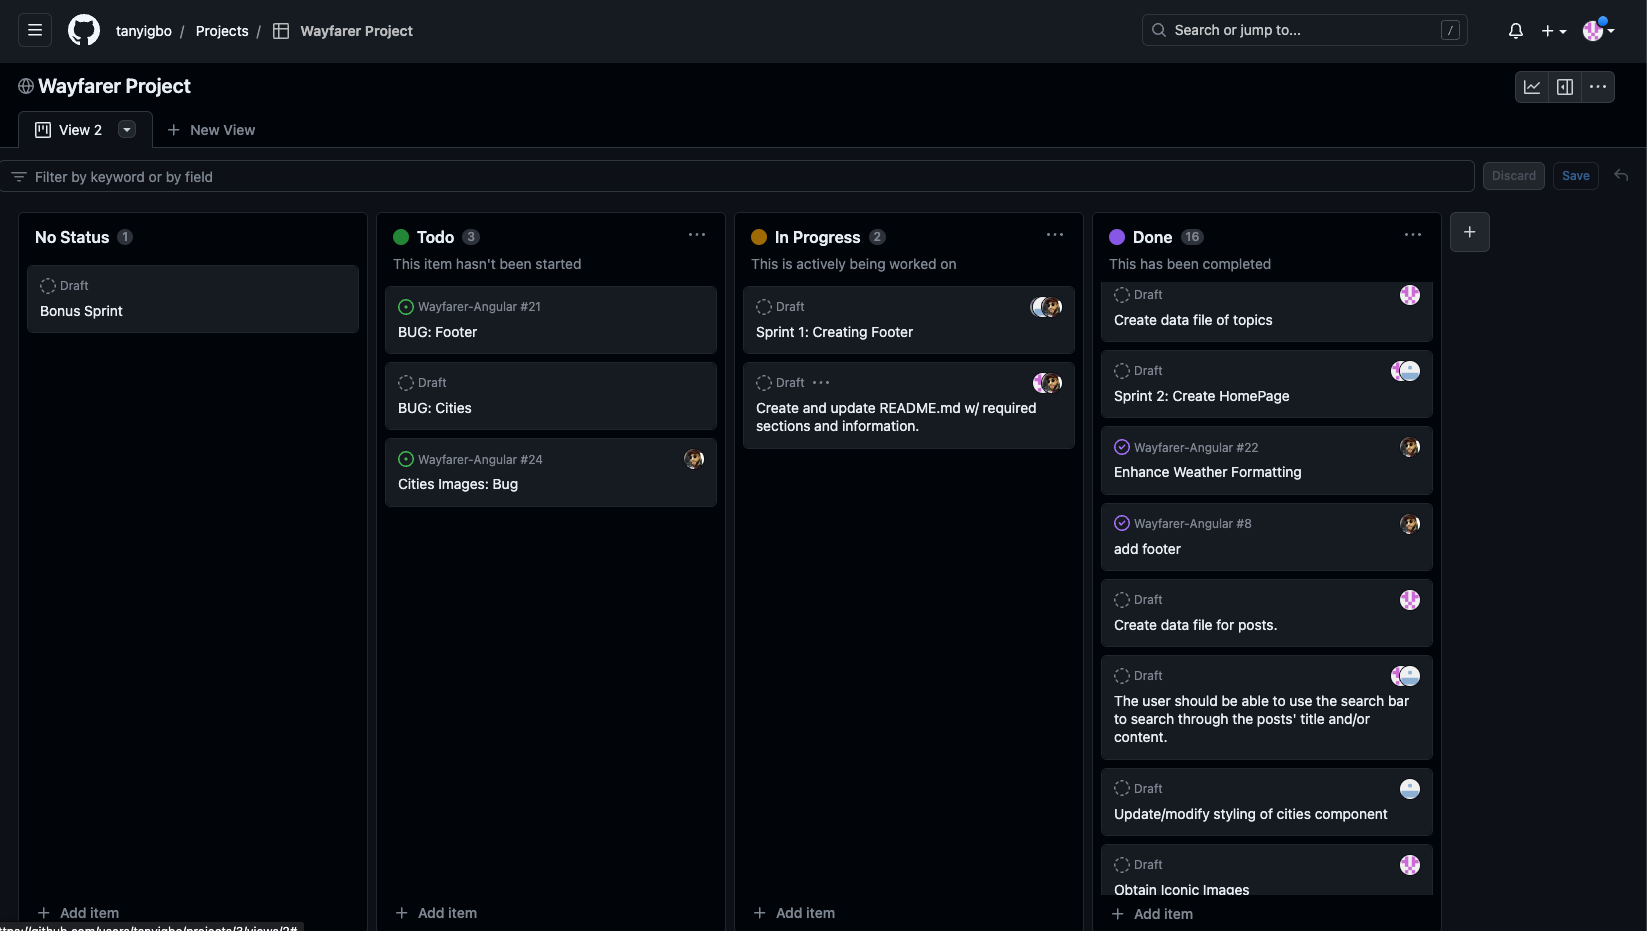 tanyigbo / Projects / Wayfarer Project
Search or jump to... /
Wayfarer Project
View 2
New View
Filter by keyword or by field
Discard
Save
No Status 1
Draft
Bonus Sprint
Add item
Todo 3
This item hasn't been started
Wayfarer-Angular #21
BUG: Footer
Draft
BUG: Cities
Wayfarer-Angular #24
Cities Images: Bug
Add item
In Progress 2
This is actively being worked on
Draft
Sprint 1: Creating Footer
Draft
Create and update README.md w/ required
sections and information.
Add item
Done 16
This has been completed
Draft
Create data file of topics
Draft
Sprint 2: Create HomePage
Wayfarer-Angular #22
Enhance Weather Formatting
Wayfarer-Angular #8
add footer
Draft
Create data file for posts.
Draft
The user should be able to use the search bar
to search through the posts' title and/or
content.
Draft
Update/modify styling of cities component
Draft
Obtain Iconic Images
Add item